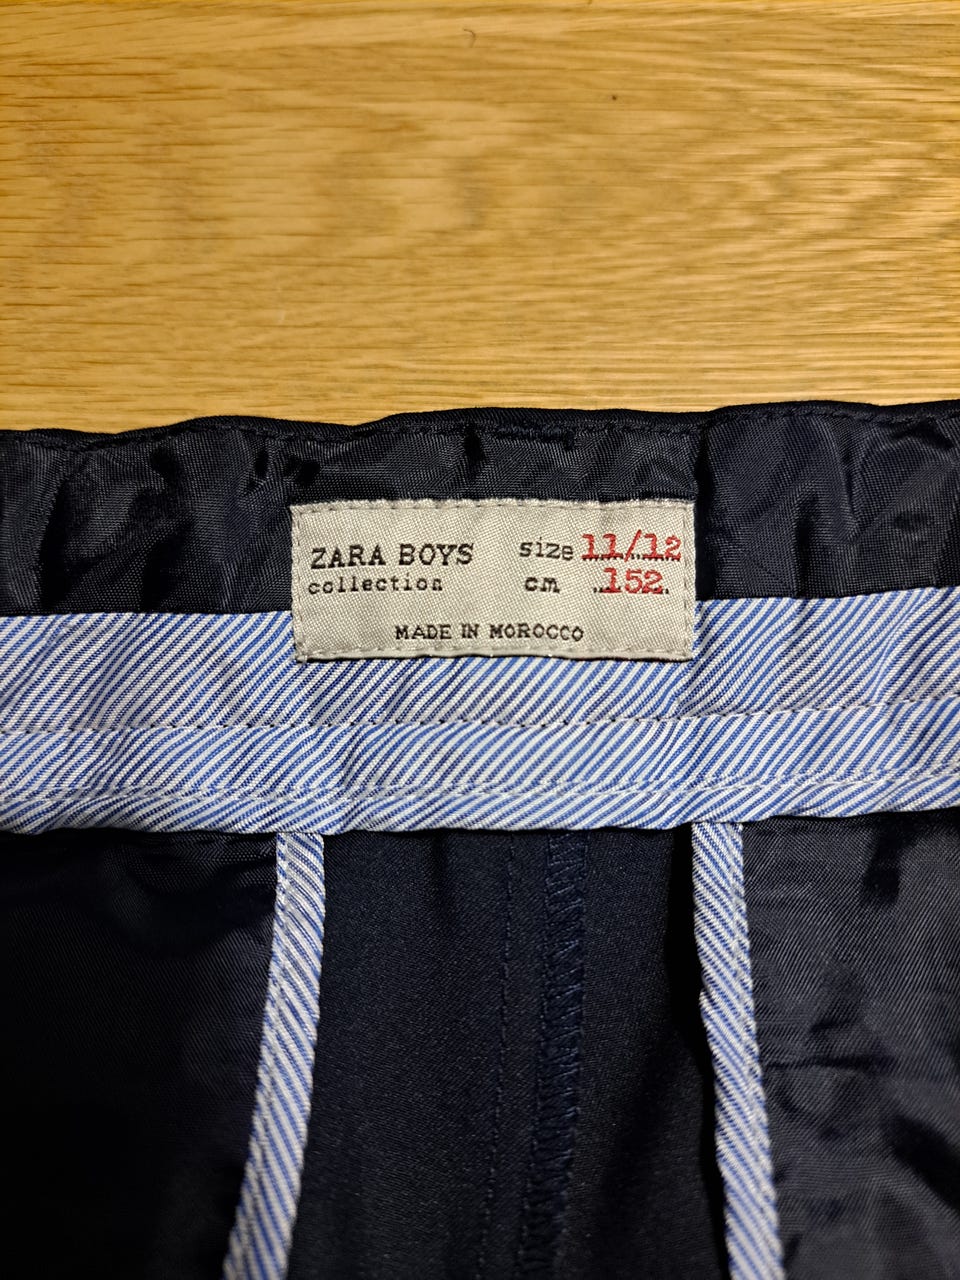 ZARA BOYS size 11/12
collection cm 152
MADE IN MOROCCO